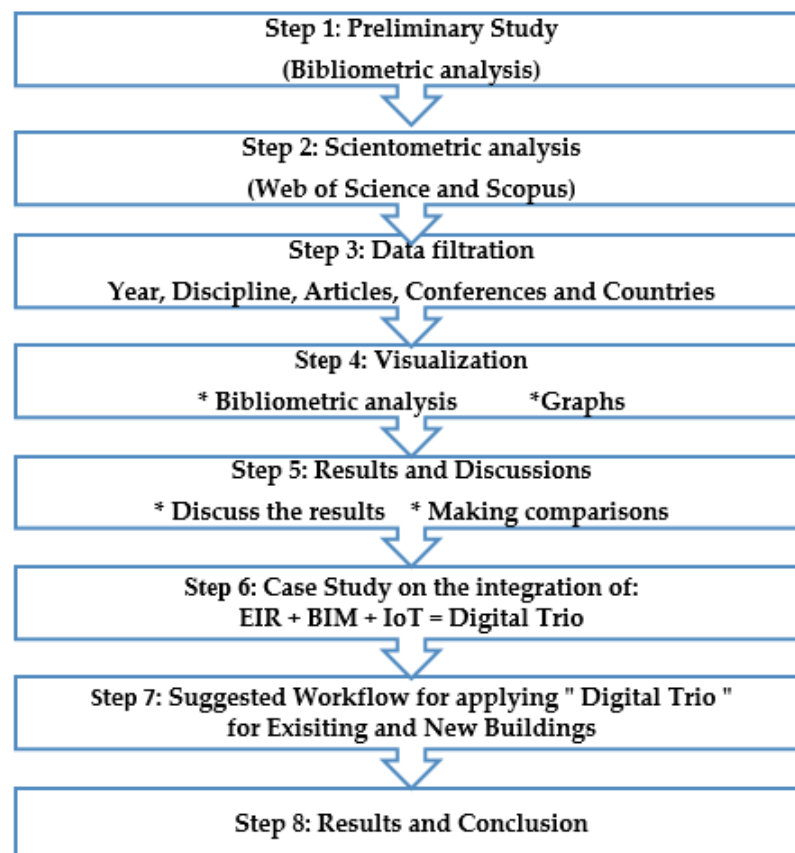 Step 1: Preliminary Study
(Bibliometric analysis)
Step 2: Scientometric analysis
(Web of Science and Scopus)
Step 3: Data filtration
Year, Discipline, Articles, Conferences and Countries
Step 4: Visualization
* Bibliometric analysis *Graphs
Step 5: Results and Discussions
* Discuss the results * Making comparisons
Step 6: Case Study on the integration of:
EIR + BIM + IoT = Digital Trio
Step 7: Suggested Workflow for applying " Digital Trio "
for Exisiting and New Buildings
Step 8: Results and Conclusion